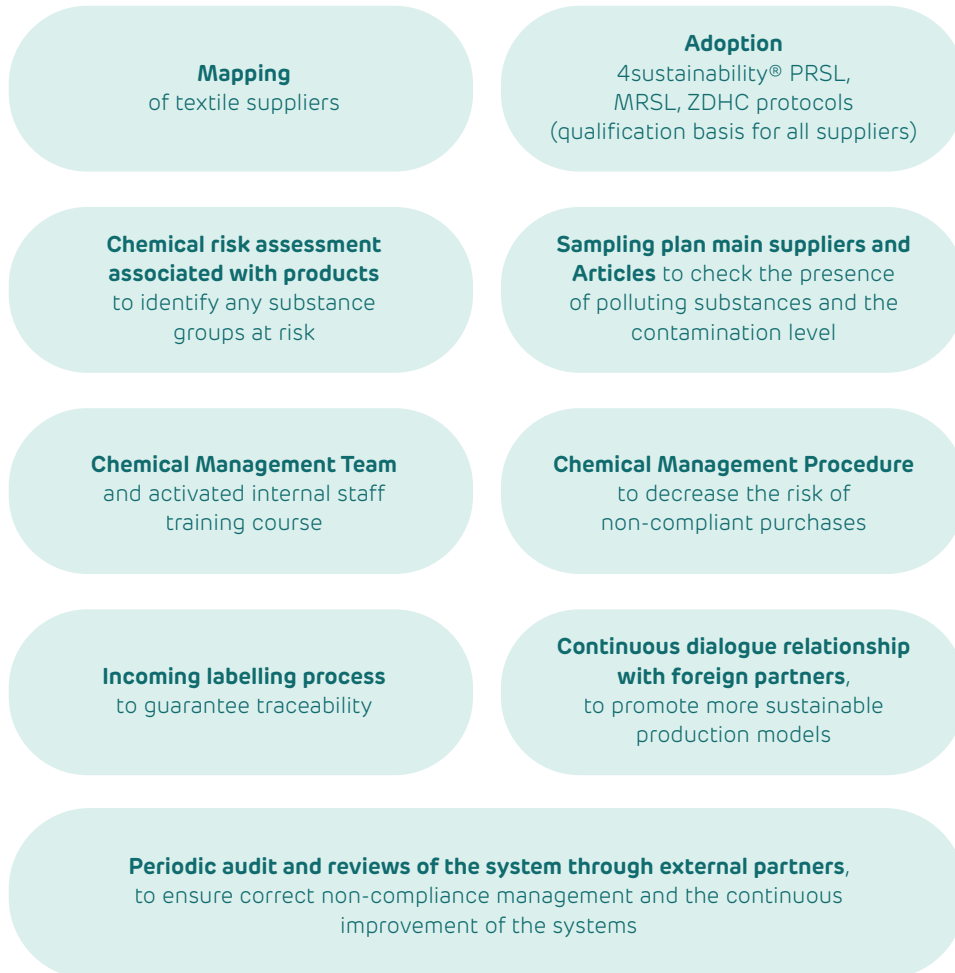 Mapping
of textile suppliers
Adoption
4sustainability® PRSL,
MRSL, ZDHC protocols
(qualification basis for all suppliers)
Chemical risk assessment
associated with products
to identify any substance
groups at risk
Sampling plan main suppliers and
Articles to check the presence
of polluting substances and the
contamination level
Chemical Management Team
and activated internal staff
training course
Chemical Management Procedure
to decrease the risk of
non-compliant purchases
Incoming labelling process
to guarantee traceability
Continuous dialogue relationship
with foreign partners,
to promote more sustainable
production models
Periodic audit and reviews of the system through external partners,
to ensure correct non-compliance management and the continuous
improvement of the systems